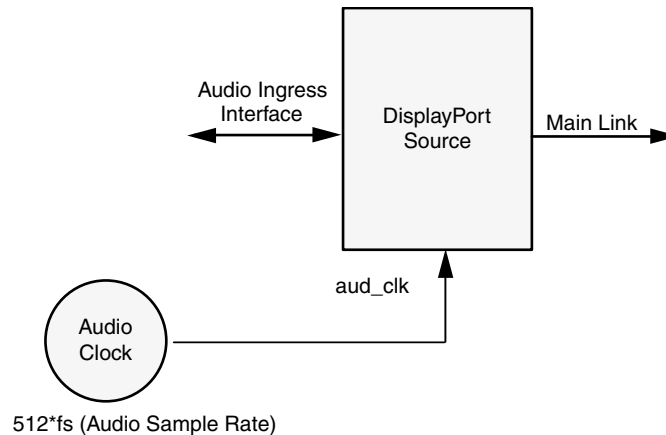 Audio Ingress
Interface
DisplayPort
Source
Main Link
aud_clk
Audio
Clock
512*fs (Audio Sample Rate)